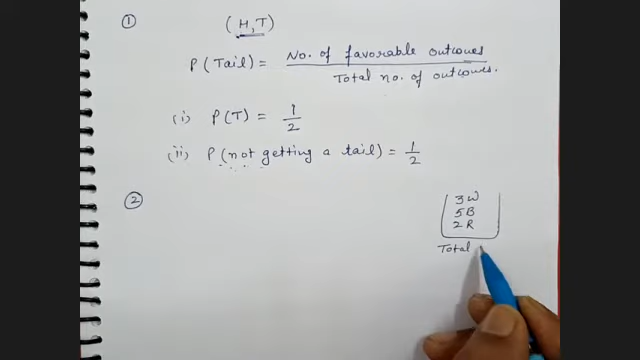 ①
(H,T)
P(Tail) = No. of favorable outcomes
Total no. of outcomes.
(i) P(T) = 1/2
(ii) P(not getting a tail) = 1/2
②
3W
5B
2R
Total